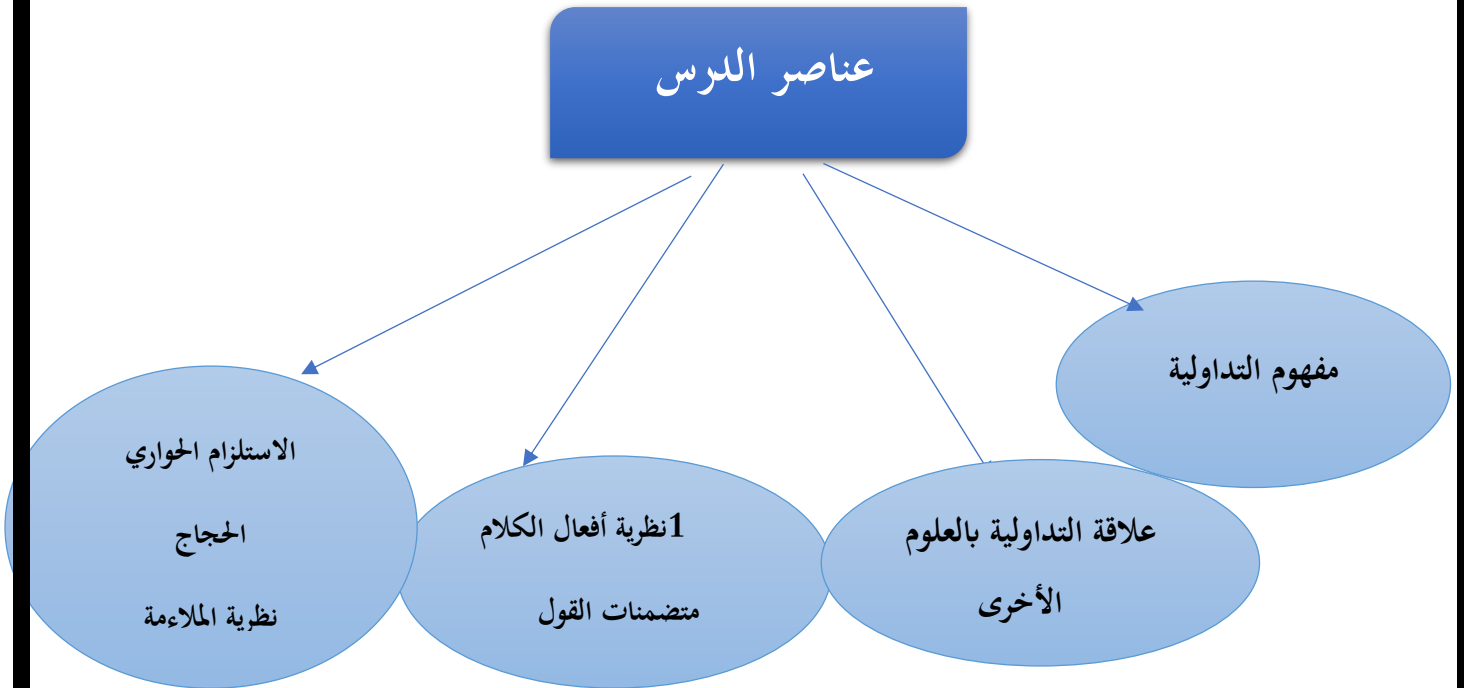 عناصر الدرس
مفهوم التداولية
علاقة التداولية بالعلوم
الأخرى
1نظرية أفعال الكلام
متضمنات القول
الاستلزام الحواري
الحجاج
نظرية الملاءمة